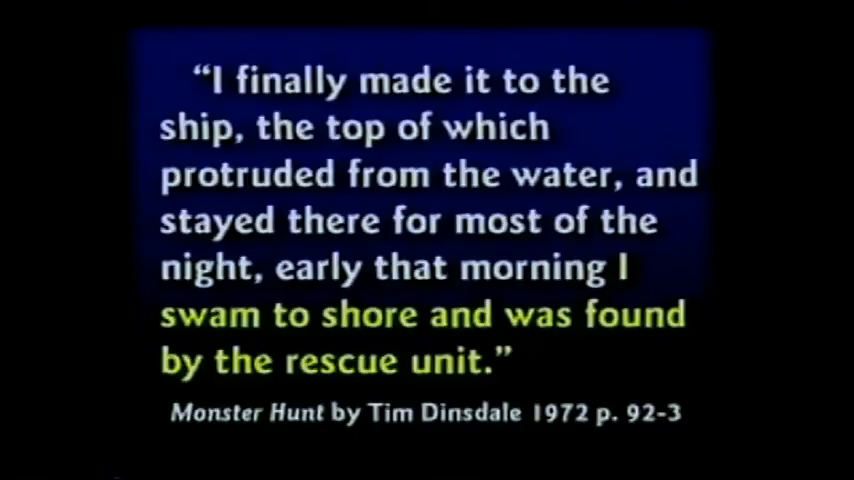 “I finally made it to the
ship, the top of which
protruded from the water, and
stayed there for most of the
night, early that morning I
swam to shore and was found
by the rescue unit.”
Monster Hunt by Tim Dinsdale 1972 p. 92-3